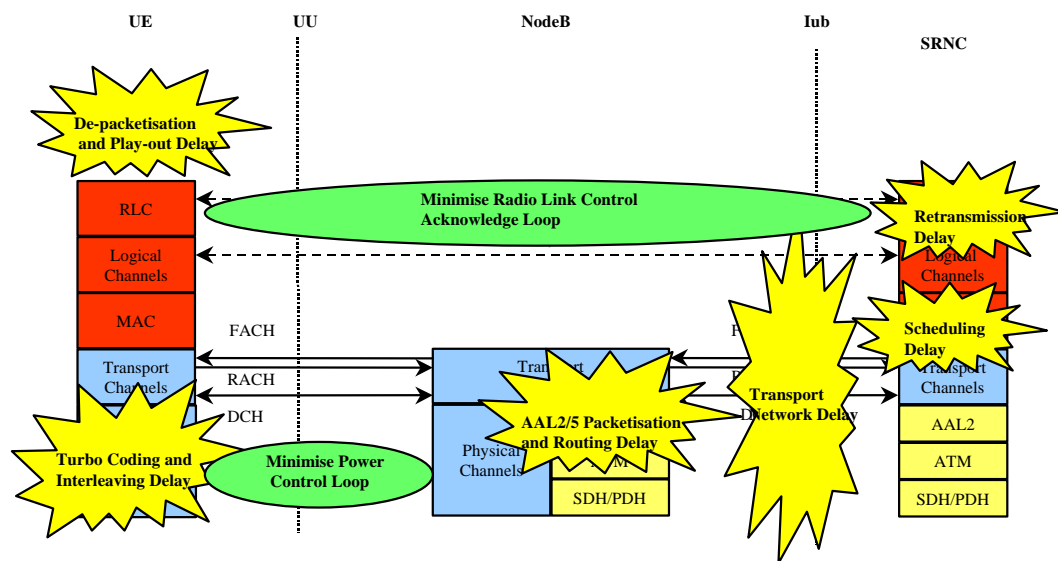 UE
UU
NodeB
Iub
SRNC
De-packetisation
and Play-out Delay
RLC
Minimise Radio Link Control
Acknowledge Loop
Retransmission
Delay
Logical
Channels
Logical
Channels
MAC
FACH
F
Scheduling
Delay
Transport
Channels
RACH
Transport
Channels
DCH
Transport
Network Delay
D
AAL2/5 Packetisation
and Routing Delay
AAL2
Turbo Coding and
Interleaving Delay
Minimise Power
Control Loop
Physical
Channels
ATM
SDH/PDH
SDH/PDH